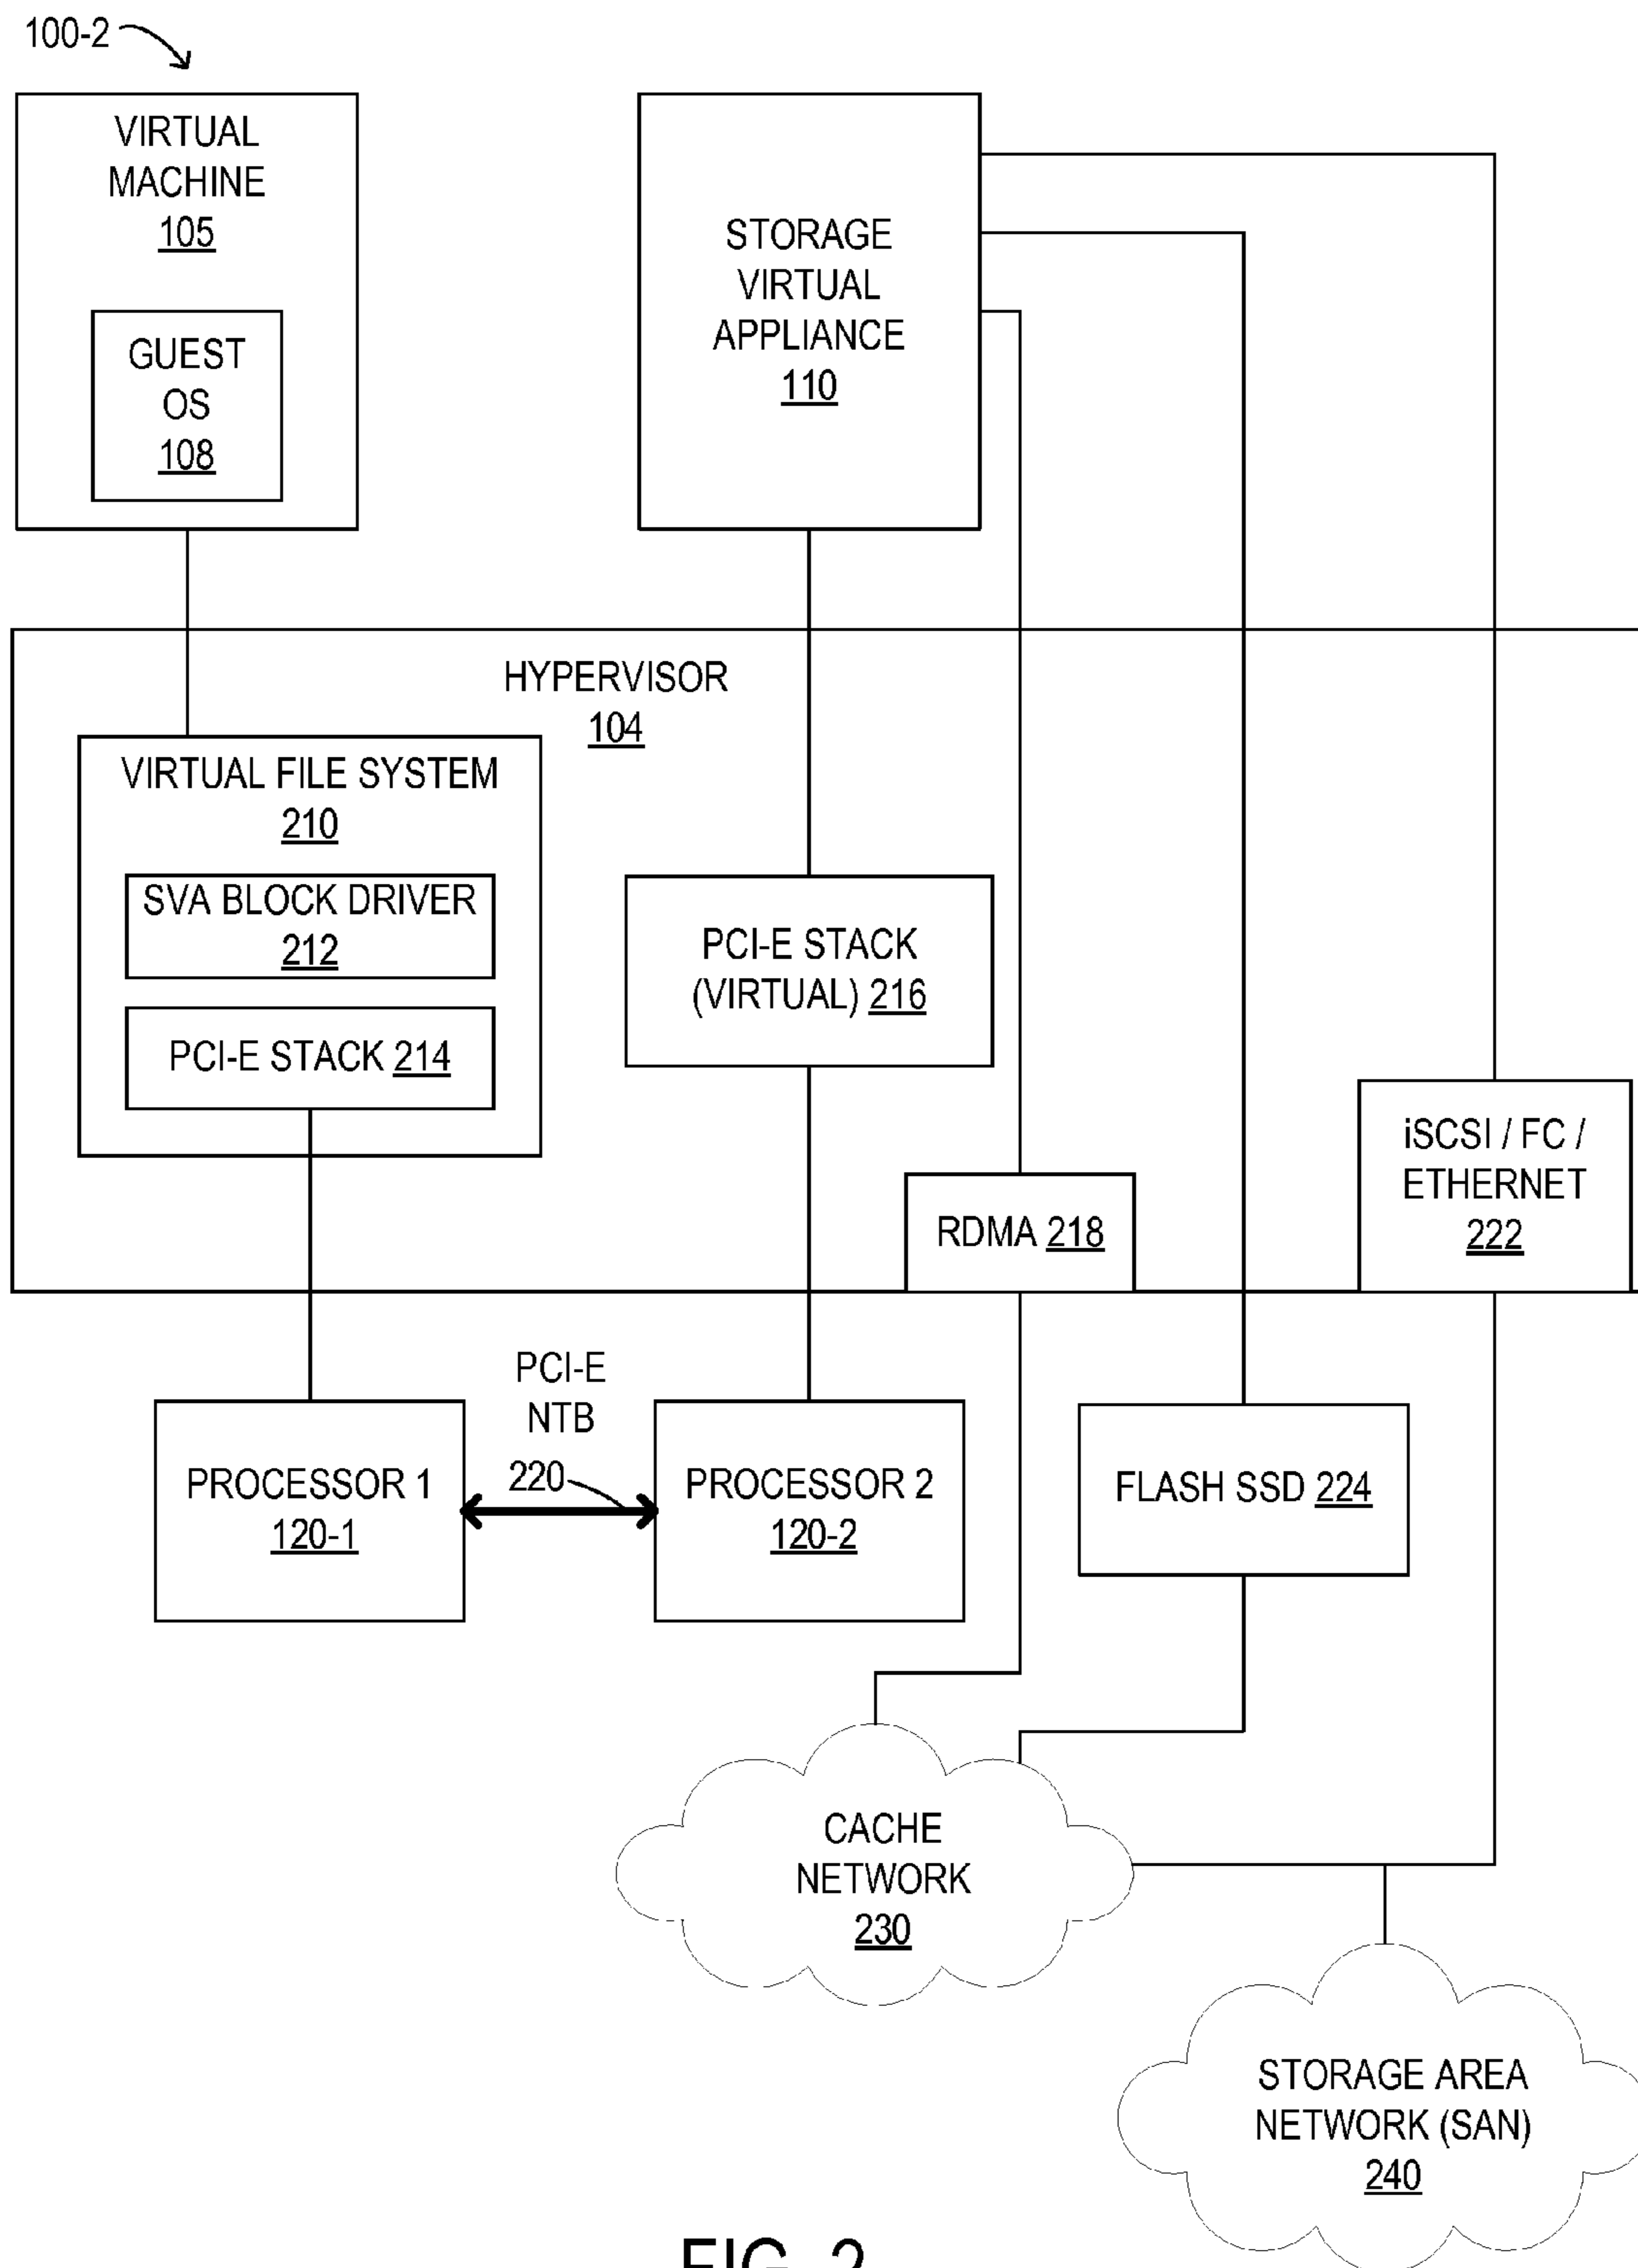 100-2
VIRTUAL
MACHINE
105
GUEST
OS
108
STORAGE
VIRTUAL
APPLIANCE
110
HYPERVISOR
104
VIRTUAL FILE SYSTEM
210
SVA BLOCK DRIVER
212
PCI-E STACK 214
PCI-E STACK
(VIRTUAL) 216
RDMA 218
iSCSI / FC /
ETHERNET
222
PCI-E
NTB
220
PROCESSOR 1
120-1
PROCESSOR 2
120-2
FLASH SSD 224
CACHE
NETWORK
230
STORAGE AREA
NETWORK (SAN)
240
FIG. 2